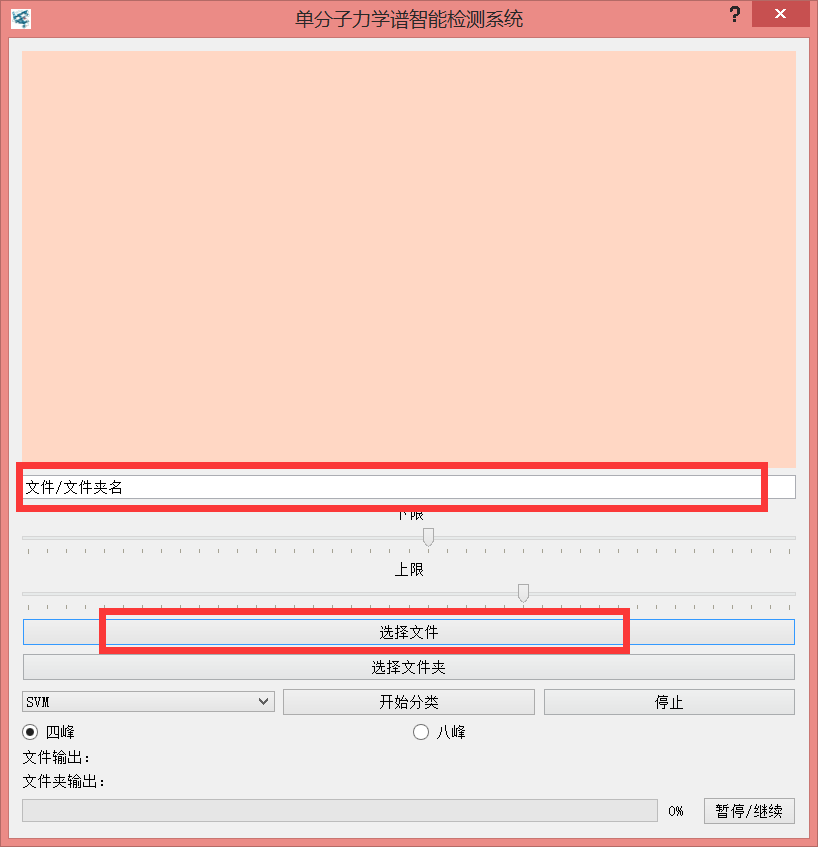 单分子力学谱智能检测系统
?
文件/文件夹名
下限
上限
选择文件
选择文件夹
SVM 开始分类 停止
四峰 八峰
文件输出：
文件夹输出：
0% 暂停/继续